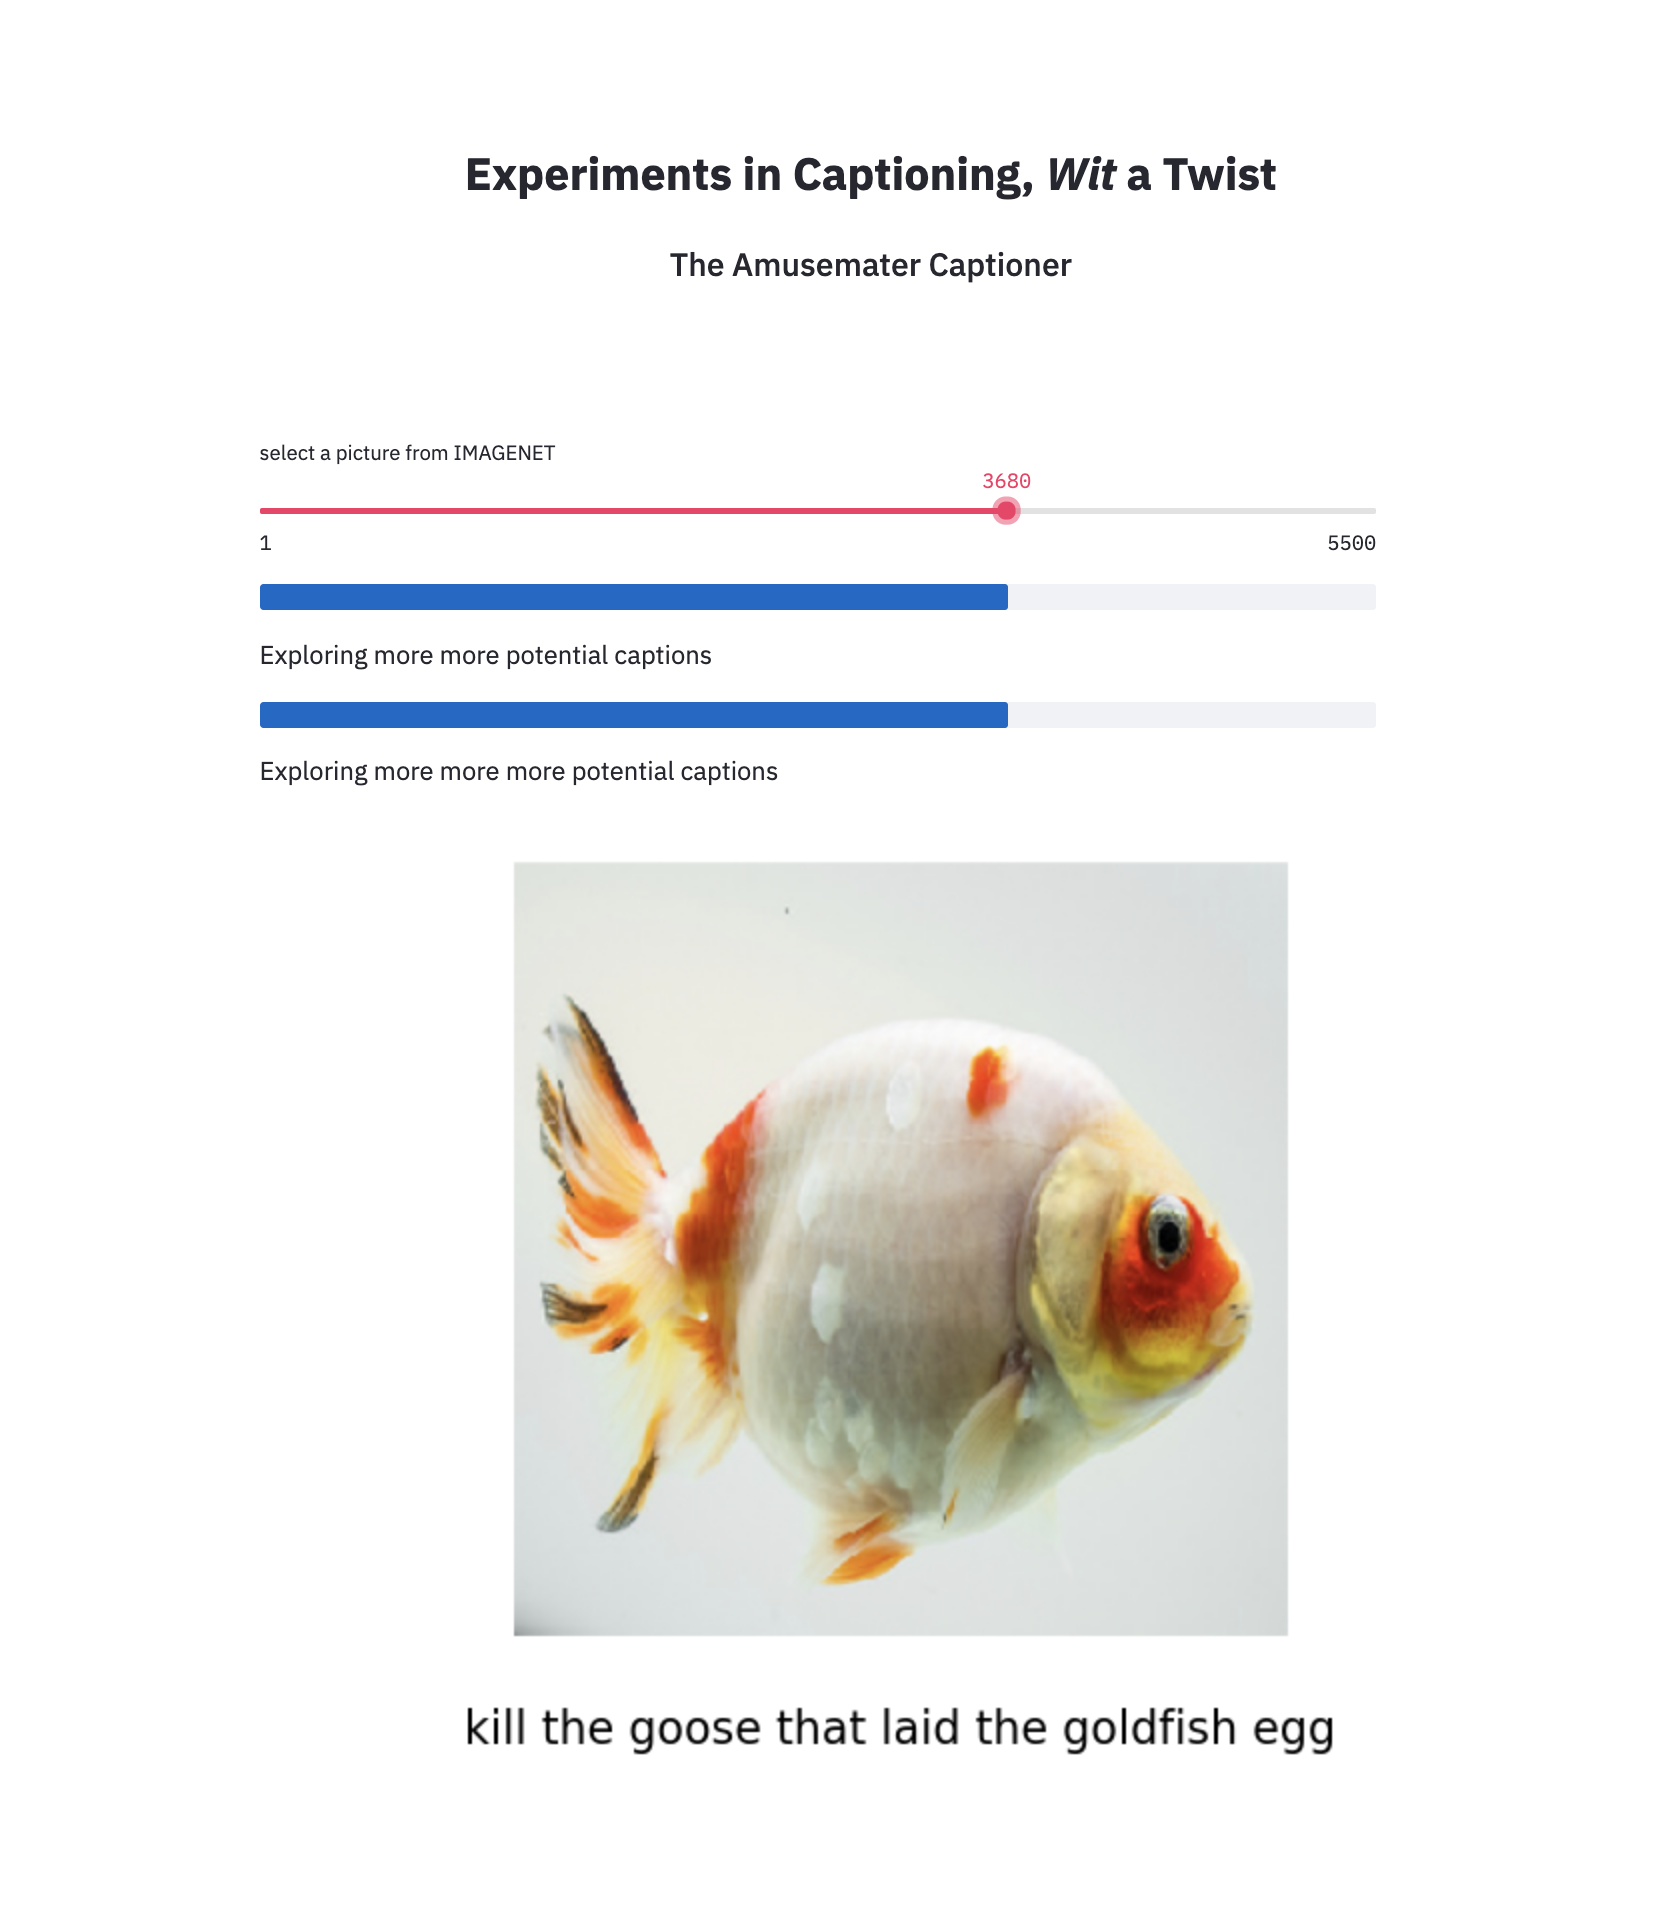 Experiments in Captioning, Wit a Twist
The Amusemater Captioner
select a picture from IMAGENET
3680
1
5500
Exploring more more potential captions
Exploring more more more potential captions
kill the goose that laid the goldfish egg